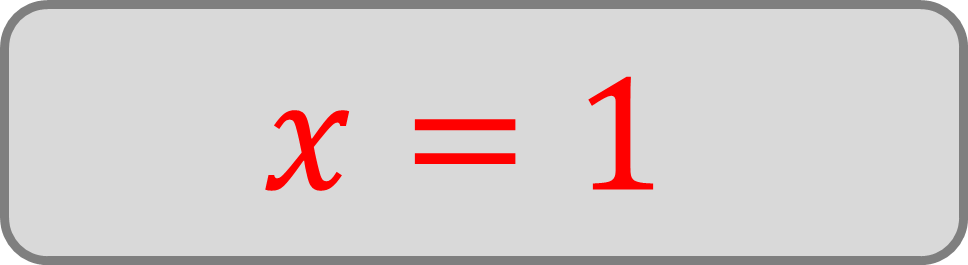 x = 1